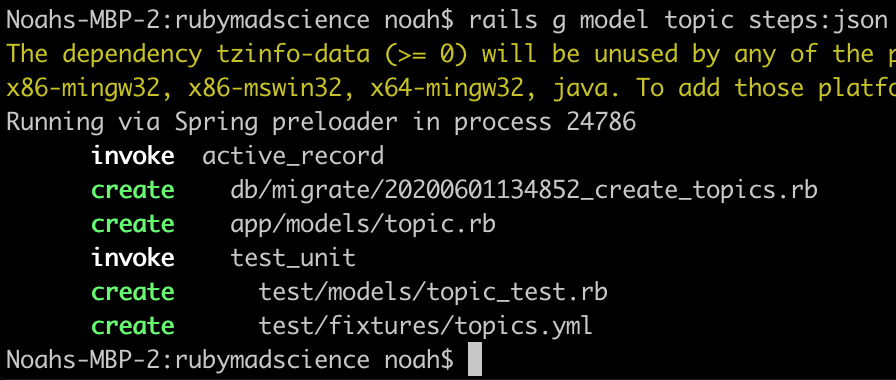 Noahs-MBP-2:rubymadscience noah$ rails g model topic steps:json
The dependency tzinfo-data (>= 0) will be unused by any of the
x86-mingw32, x86-mswin32, x64-mingw32, java. To add those
Running via Spring preloader in process 24786
invoke active_record
create db/migrate/20200601134852_create_topics.rb
create app/models/topic.rb
invoke test_unit
create test/models/topic_test.rb
create test/fixtures/topics.yml
Noahs-MBP-2:rubymadscience noah$